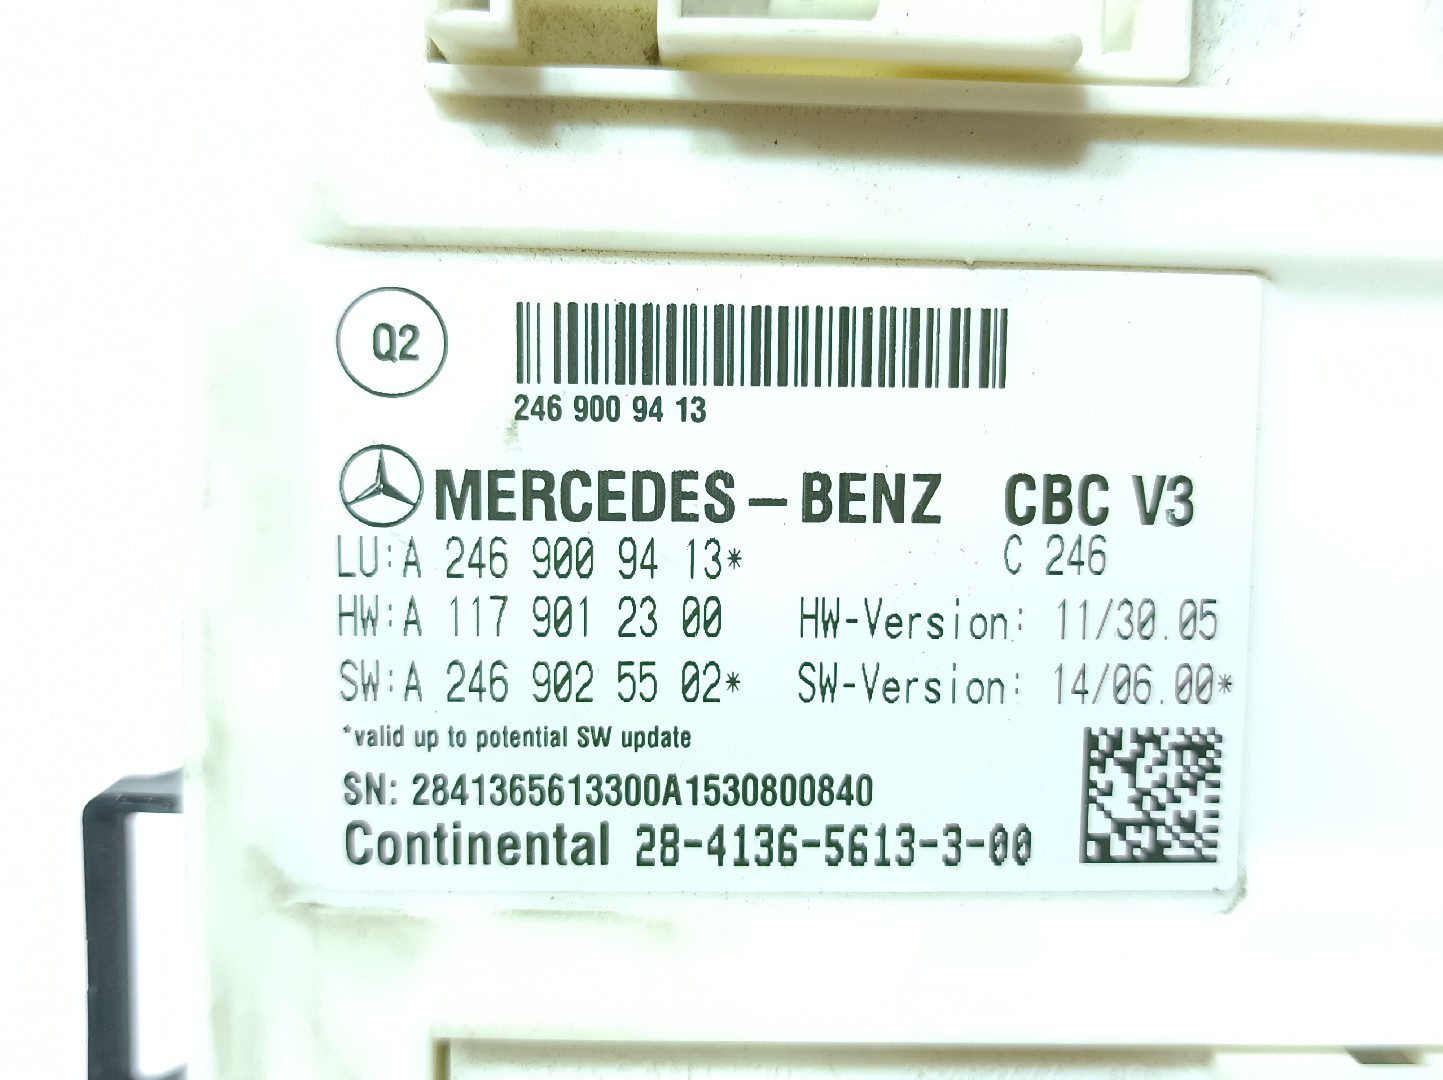 Q2
246 900 94 13
MERCEDES-BENZ CBC V3
LU:A 246 900 94 13* C 246
HW:A 117 901 23 00 HW-Version: 11/30.05
SW:A 246 902 55 02* SW-Version: 14/06.00*
*valid up to potential SW update
SN: 2841365613300A1530800840
Continental 28-4136-5613-3-00